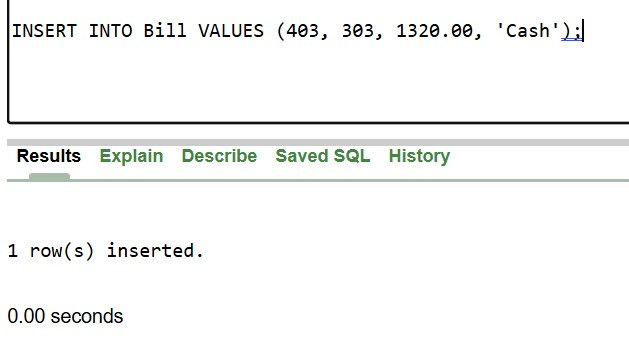 INSERT INTO Bill VALUES (403, 303, 1320.00, 'Cash');
Results Explain Describe Saved SQL History
1 row(s) inserted.
0.00 seconds